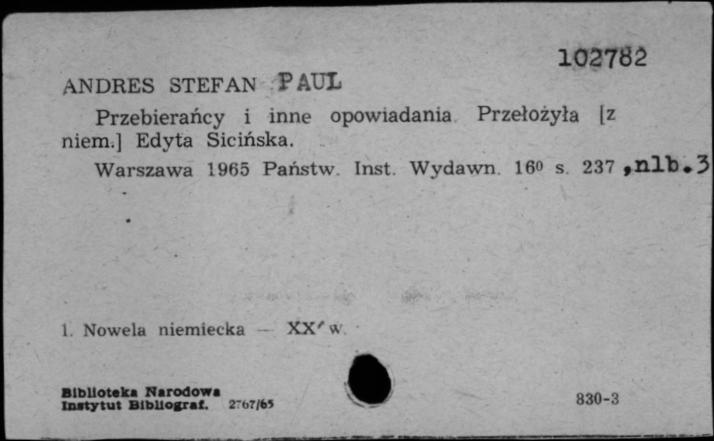 102782
ANDRES STEFAN PAUL
Przebierańcy i inne opowiadania. Przełożyła [z
niem.] Edyta Sicińska.
Warszawa 1965 Państw. Inst. Wydawn. 16⁰ s. 237 ,nlb.3
1. Nowela niemiecka — XX w.
Biblioteka Narodowa
Instytut Bibliograf. 2767/65
830-3